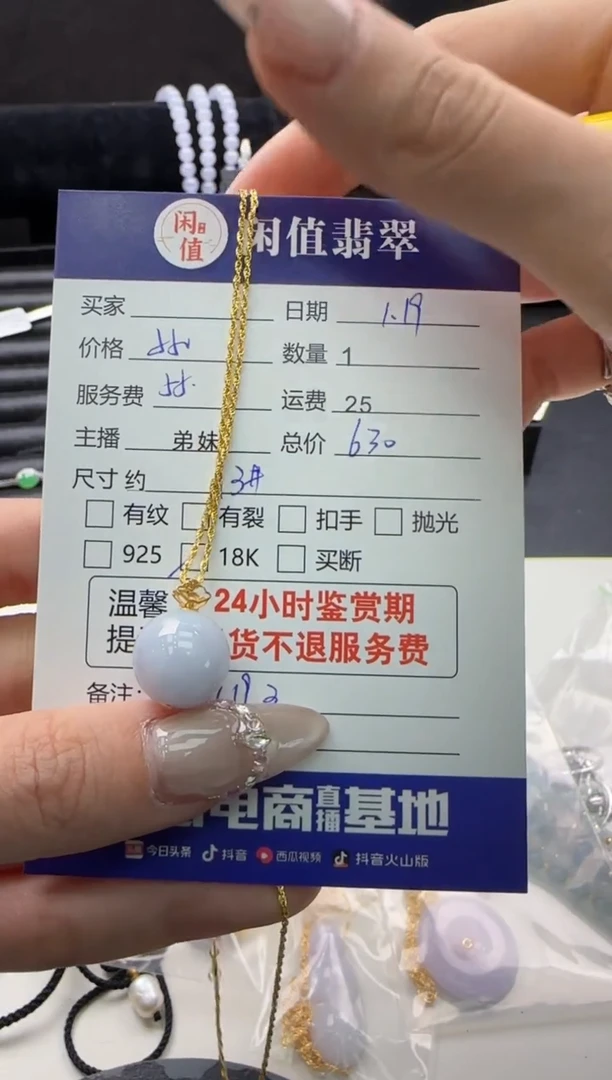 闲值 闲值翡翠
买家 日期 1.19
价格 数量 1
服务费 运费 25
主播 弟妹 总价 630
尺寸 约 3#
有纹 有裂 扣手 抛光
925 18K 买断
温馨 24小时鉴赏期
提 货不退服务费
备注:
电商直播基地
今日头条 抖音 西瓜视频 抖音火山版